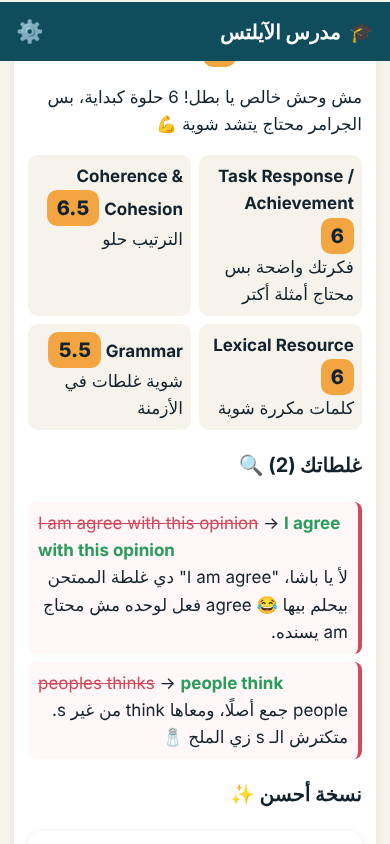 🎓 مدرس الآيلتس ⚙️
مش وحش خالص يا بطل! 6 حلوة كبداية، بس
الجرامر محتاج يتشد شوية 💪
Task Response /
Achievement
6
فكرتك واضحة بس
محتاج أمثلة أكتر
Coherence &
Cohesion 6.5
الترتيب حلو
Lexical Resource
6
كلمات مكررة شوية
Grammar 5.5
شوية غلطات في
الأزمنة
غلطاتك (2) 🔍
I am agree with this opinion → I agree
with this opinion
لأ يا باشا، "I am agree" دي غلطة الممتحن
بيحلم بيها 😂 agree فعل لوحده مش محتاج
am يسنده.
peoples thinks → people think
people جمع أصلًا، ومعاها think من غير s.
متكترش الـ s زي الملح 🧂
نسخة أحسن ✨